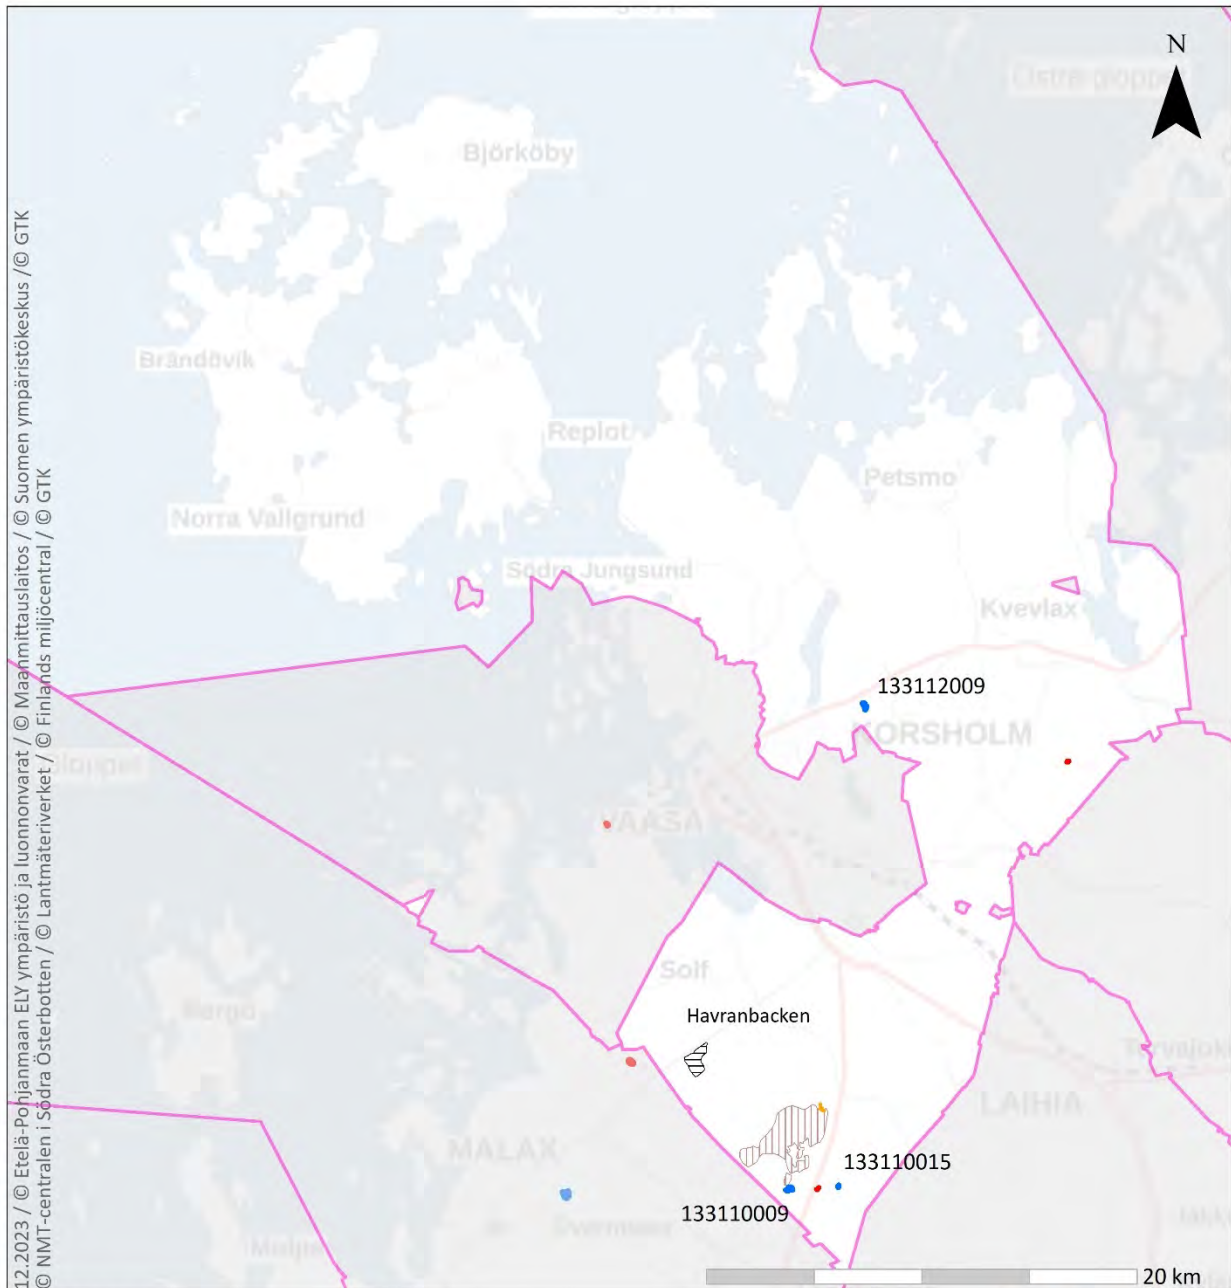 N
Björköby
Brändövik
Replot
Petsmo
Norra Vallgrund
Södra Jungsund
Kvevlax
133112009
KORSHOLM
VAASA
Solf
Havranbacken
LAIHIA
MALAX
133110015
133110009
20 km
12.2023 / © Etelä-Pohjanmaan ELY ympäristö ja luonnonvarat / © Maanmittauslaitos / © Suomen ympäristökeskus /© GTK
© NMT-centralen i Södra Österbotten / © Lantmäteriverket / © Finlands miljöcentral / © GTK